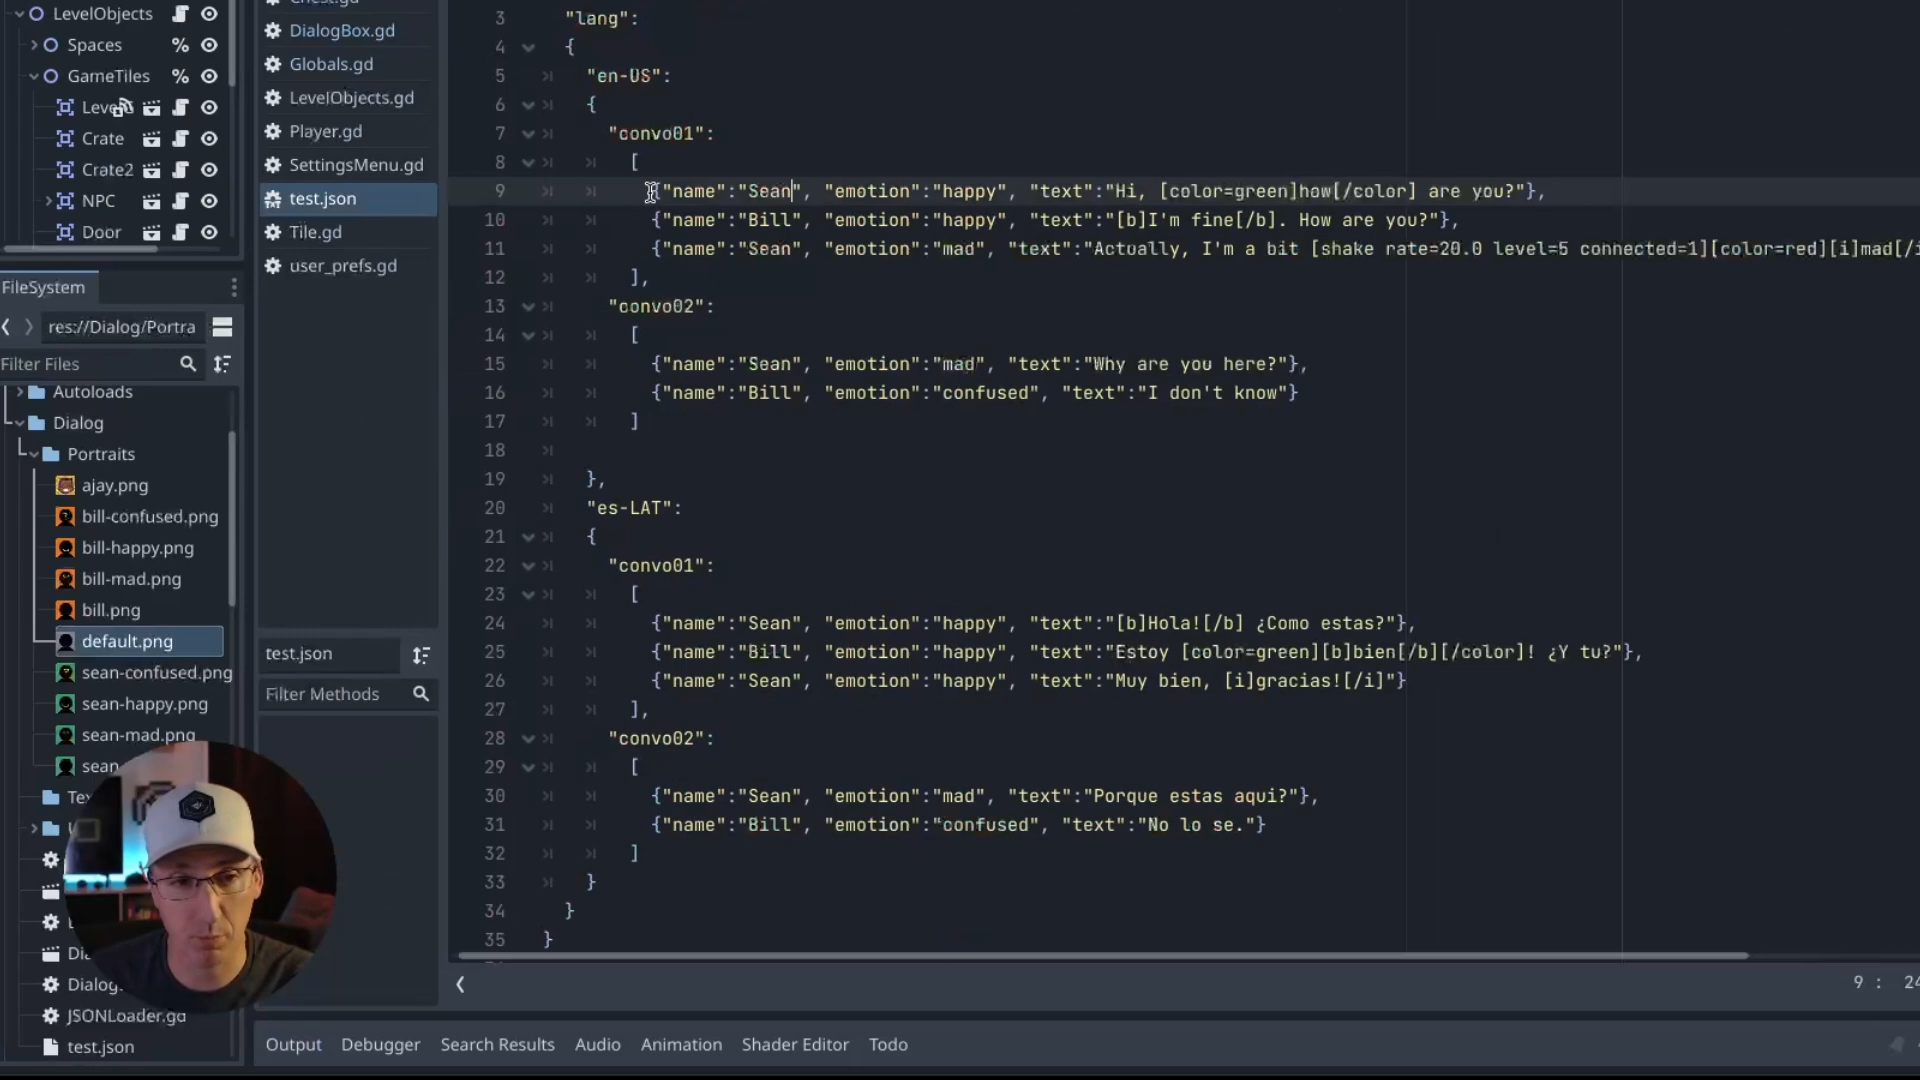 LevelObjects
Spaces
GameTiles
Crate
Crate2
NPC
Door
FileSystem
res://Dialog/Portra
Filter Files
Autoloads
Dialog
Portraits
ajay.png
bill-confused.png
bill-happy.png
bill-mad.png
bill.png
default.png
sean-confused.png
sean-happy.png
sean-mad.png
sean
Dialog
JSONLoader.gd
test.json
DialogBox.gd
Globals.gd
LevelObjects.gd
Player.gd
SettingsMenu.gd
test.json
Tile.gd
user_prefs.gd
test.json
Filter Methods
3 "lang":
4 {
5 "en-US":
6 {
7 "convo01":
8 [
9 {"name":"Sean", "emotion":"happy", "text":"Hi, [color=green]how[/color] are you?"},
10 {"name":"Bill", "emotion":"happy", "text":"[b]I'm fine[/b]. How are you?"},
11 {"name":"Sean", "emotion":"mad", "text":"Actually, I'm a bit [shake rate=20.0 level=5 connected=1][color=red][i]mad[/i
12 ],
13 "convo02":
14 [
15 {"name":"Sean", "emotion":"mad", "text":"Why are you here?"},
16 {"name":"Bill", "emotion":"confused", "text":"I don't know"}
17 ]
18
19 },
20 "es-LAT":
21 {
22 "convo01":
23 [
24 {"name":"Sean", "emotion":"happy", "text":"[b]Hola![/b] ¿Como estas?"},
25 {"name":"Bill", "emotion":"happy", "text":"Estoy [color=green][b]bien[/b][/color]! ¿Y tu?"},
26 {"name":"Sean", "emotion":"happy", "text":"Muy bien, [i]gracias![/i]"}
27 ],
28 "convo02":
29 [
30 {"name":"Sean", "emotion":"mad", "text":"Porque estas aqui?"},
31 {"name":"Bill", "emotion":"confused", "text":"No lo se."}
32 ]
33 }
34 }
35 }
9 : 24
Output Debugger Search Results Audio Animation Shader Editor Todo